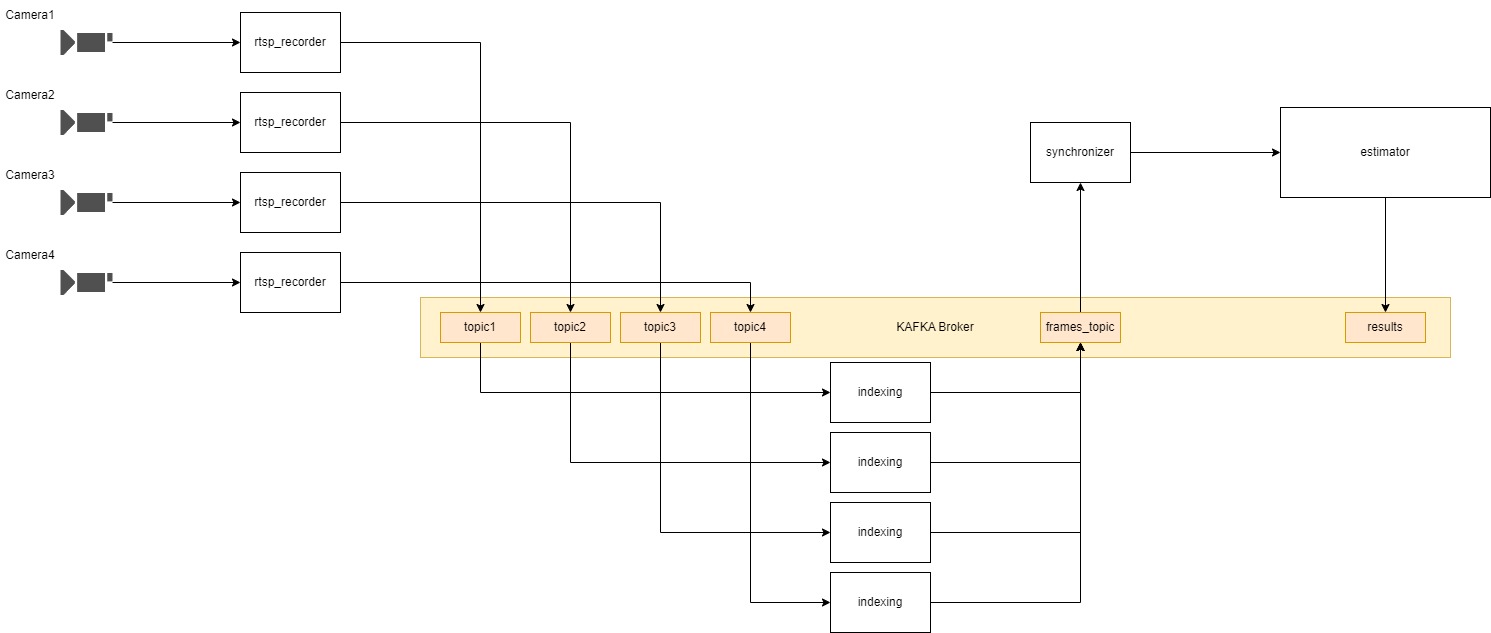 Camera1
rtsp_recorder
Camera2
rtsp_recorder
Camera3
rtsp_recorder
Camera4
rtsp_recorder
synchronizer
estimator
topic1
topic2
topic3
topic4
KAFKA Broker
frames_topic
results
indexing
indexing
indexing
indexing